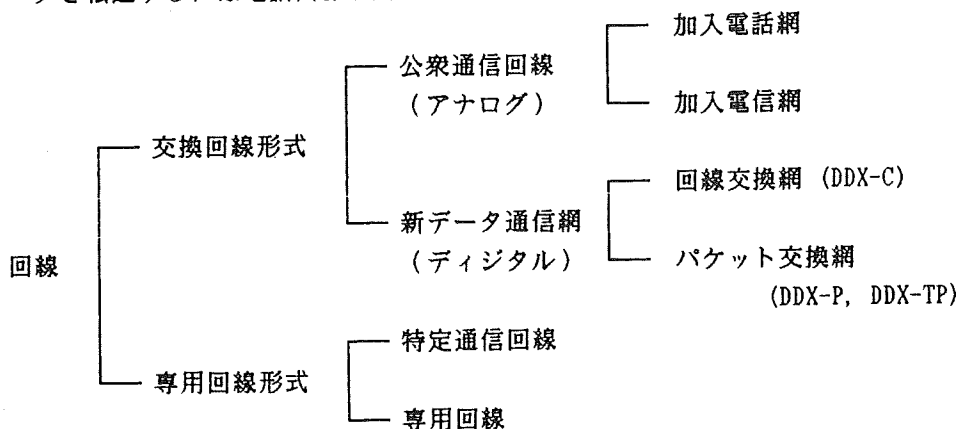 加入電話網
公衆通信回線
(アナログ)
加入電信網
交換回線形式
回線交換網 (DDX-C)
新データ通信網
(ディジタル)
回線
パケット交換網
(DDX-P, DDX-TP)
特定通信回線
専用回線形式
専用回線